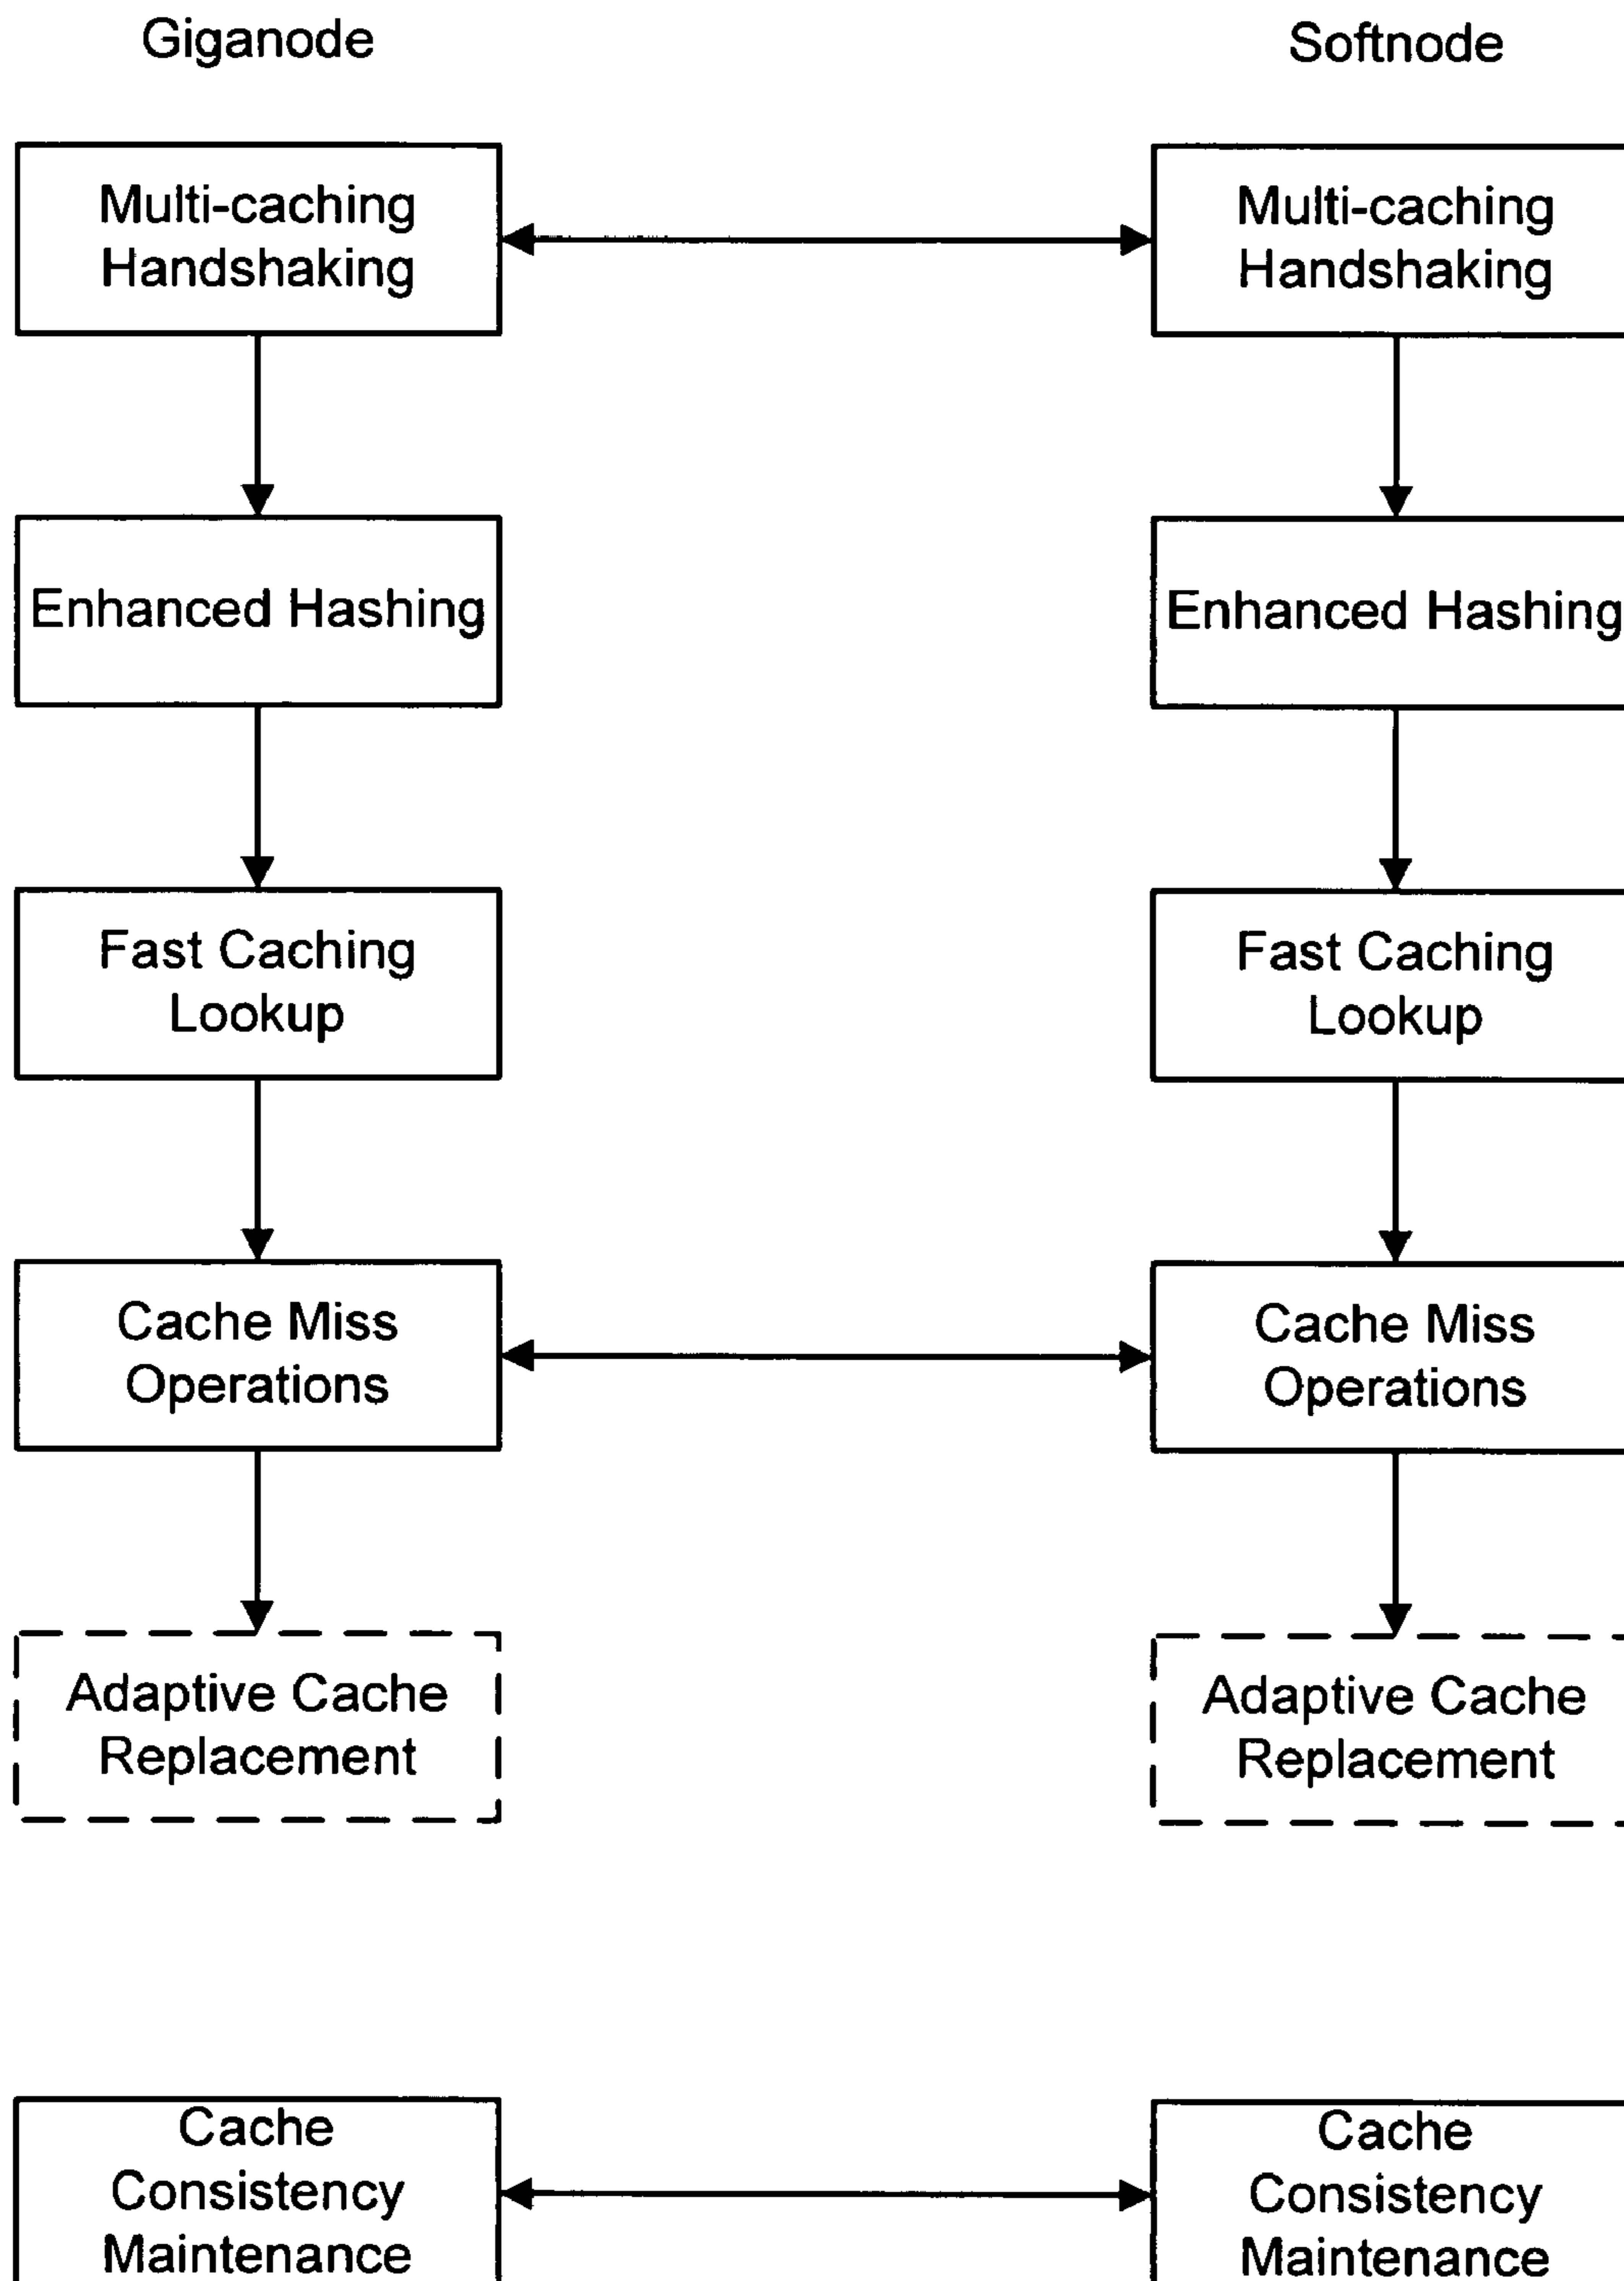 Giganode
Softnode
Multi-caching
Handshaking
Multi-caching
Handshaking
Enhanced Hashing
Enhanced Hashing
Fast Caching
Lookup
Fast Caching
Lookup
Cache Miss
Operations
Cache Miss
Operations
Adaptive Cache
Replacement
Adaptive Cache
Replacement
Cache
Consistency
Maintenance
Cache
Consistency
Maintenance